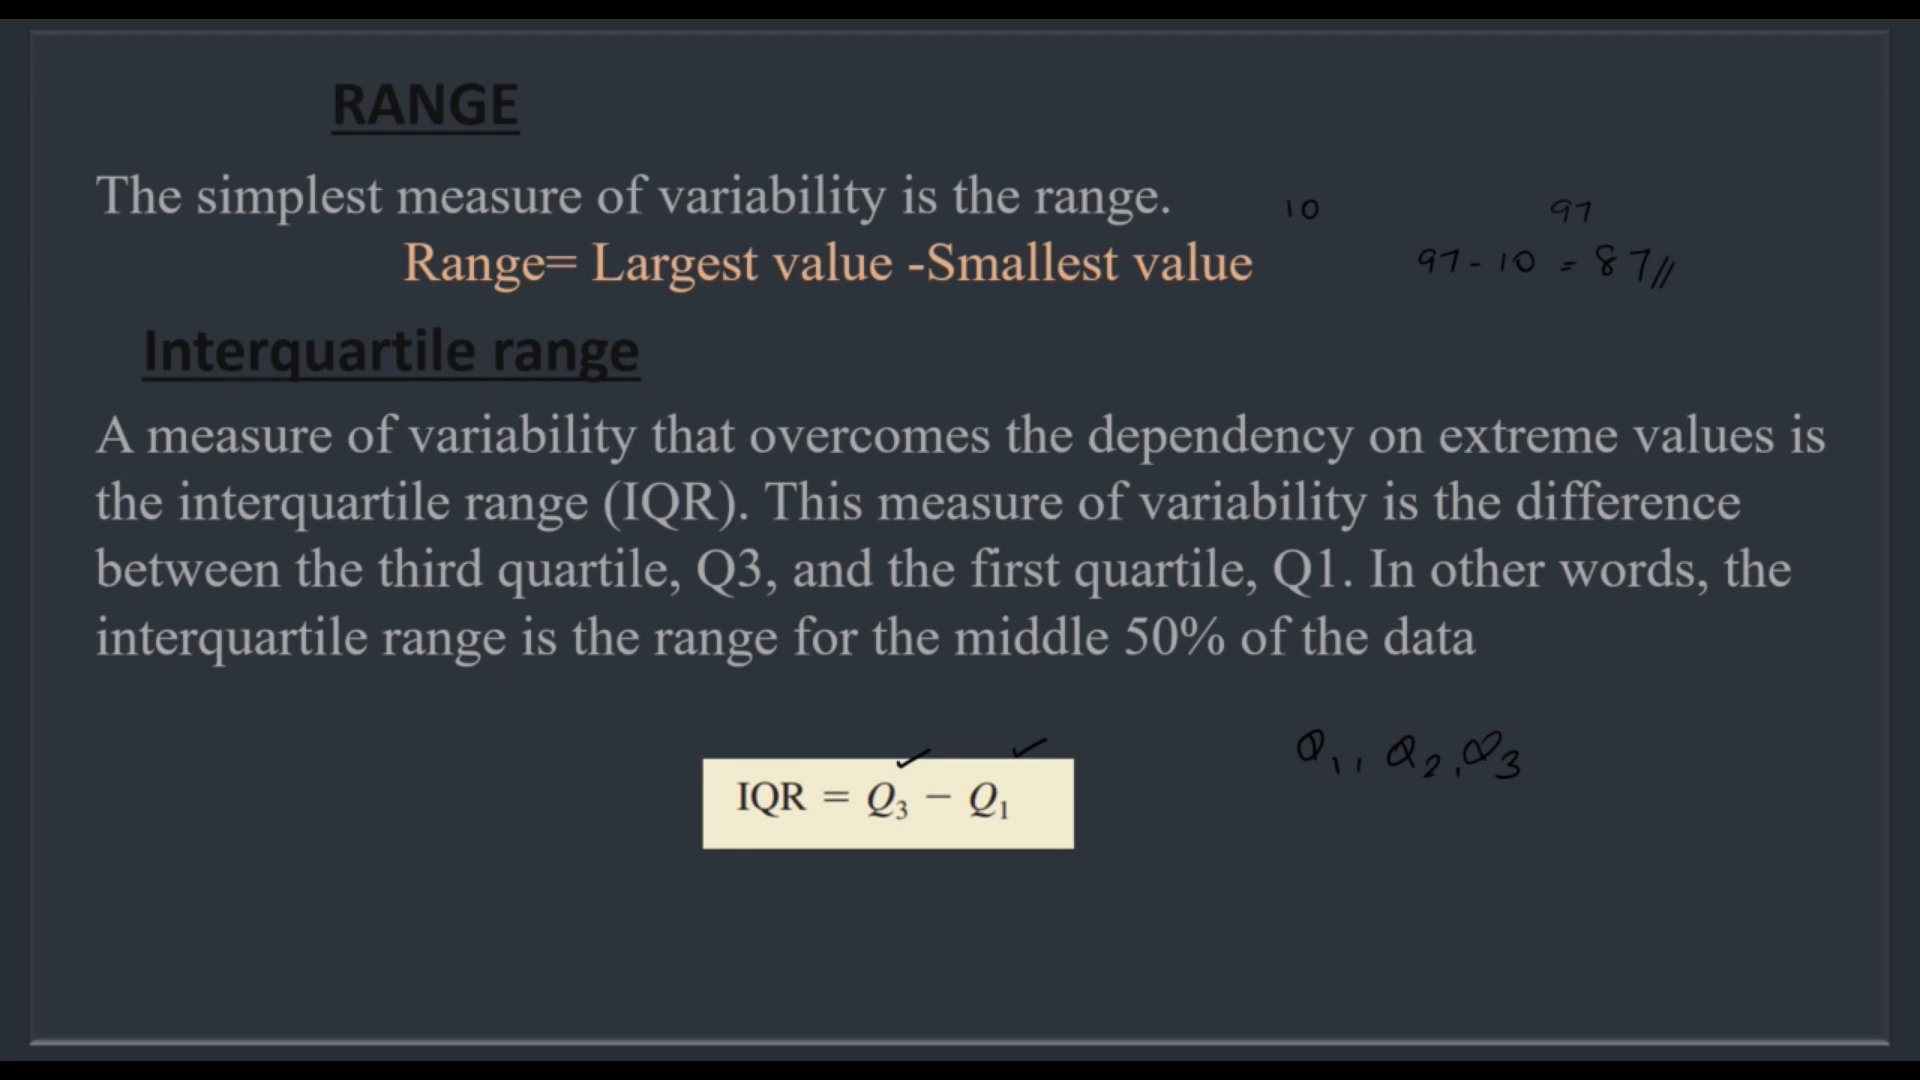 RANGE
The simplest measure of variability is the range.
10 97
Range= Largest value -Smallest value
97 - 10 = 87//
Interquartile range
A measure of variability that overcomes the dependency on extreme values is
the interquartile range (IQR). This measure of variability is the difference
between the third quartile, Q3, and the first quartile, Q1. In other words, the
interquartile range is the range for the middle 50% of the data
Q1, Q2, Q3
IQR = Q3 − Q1